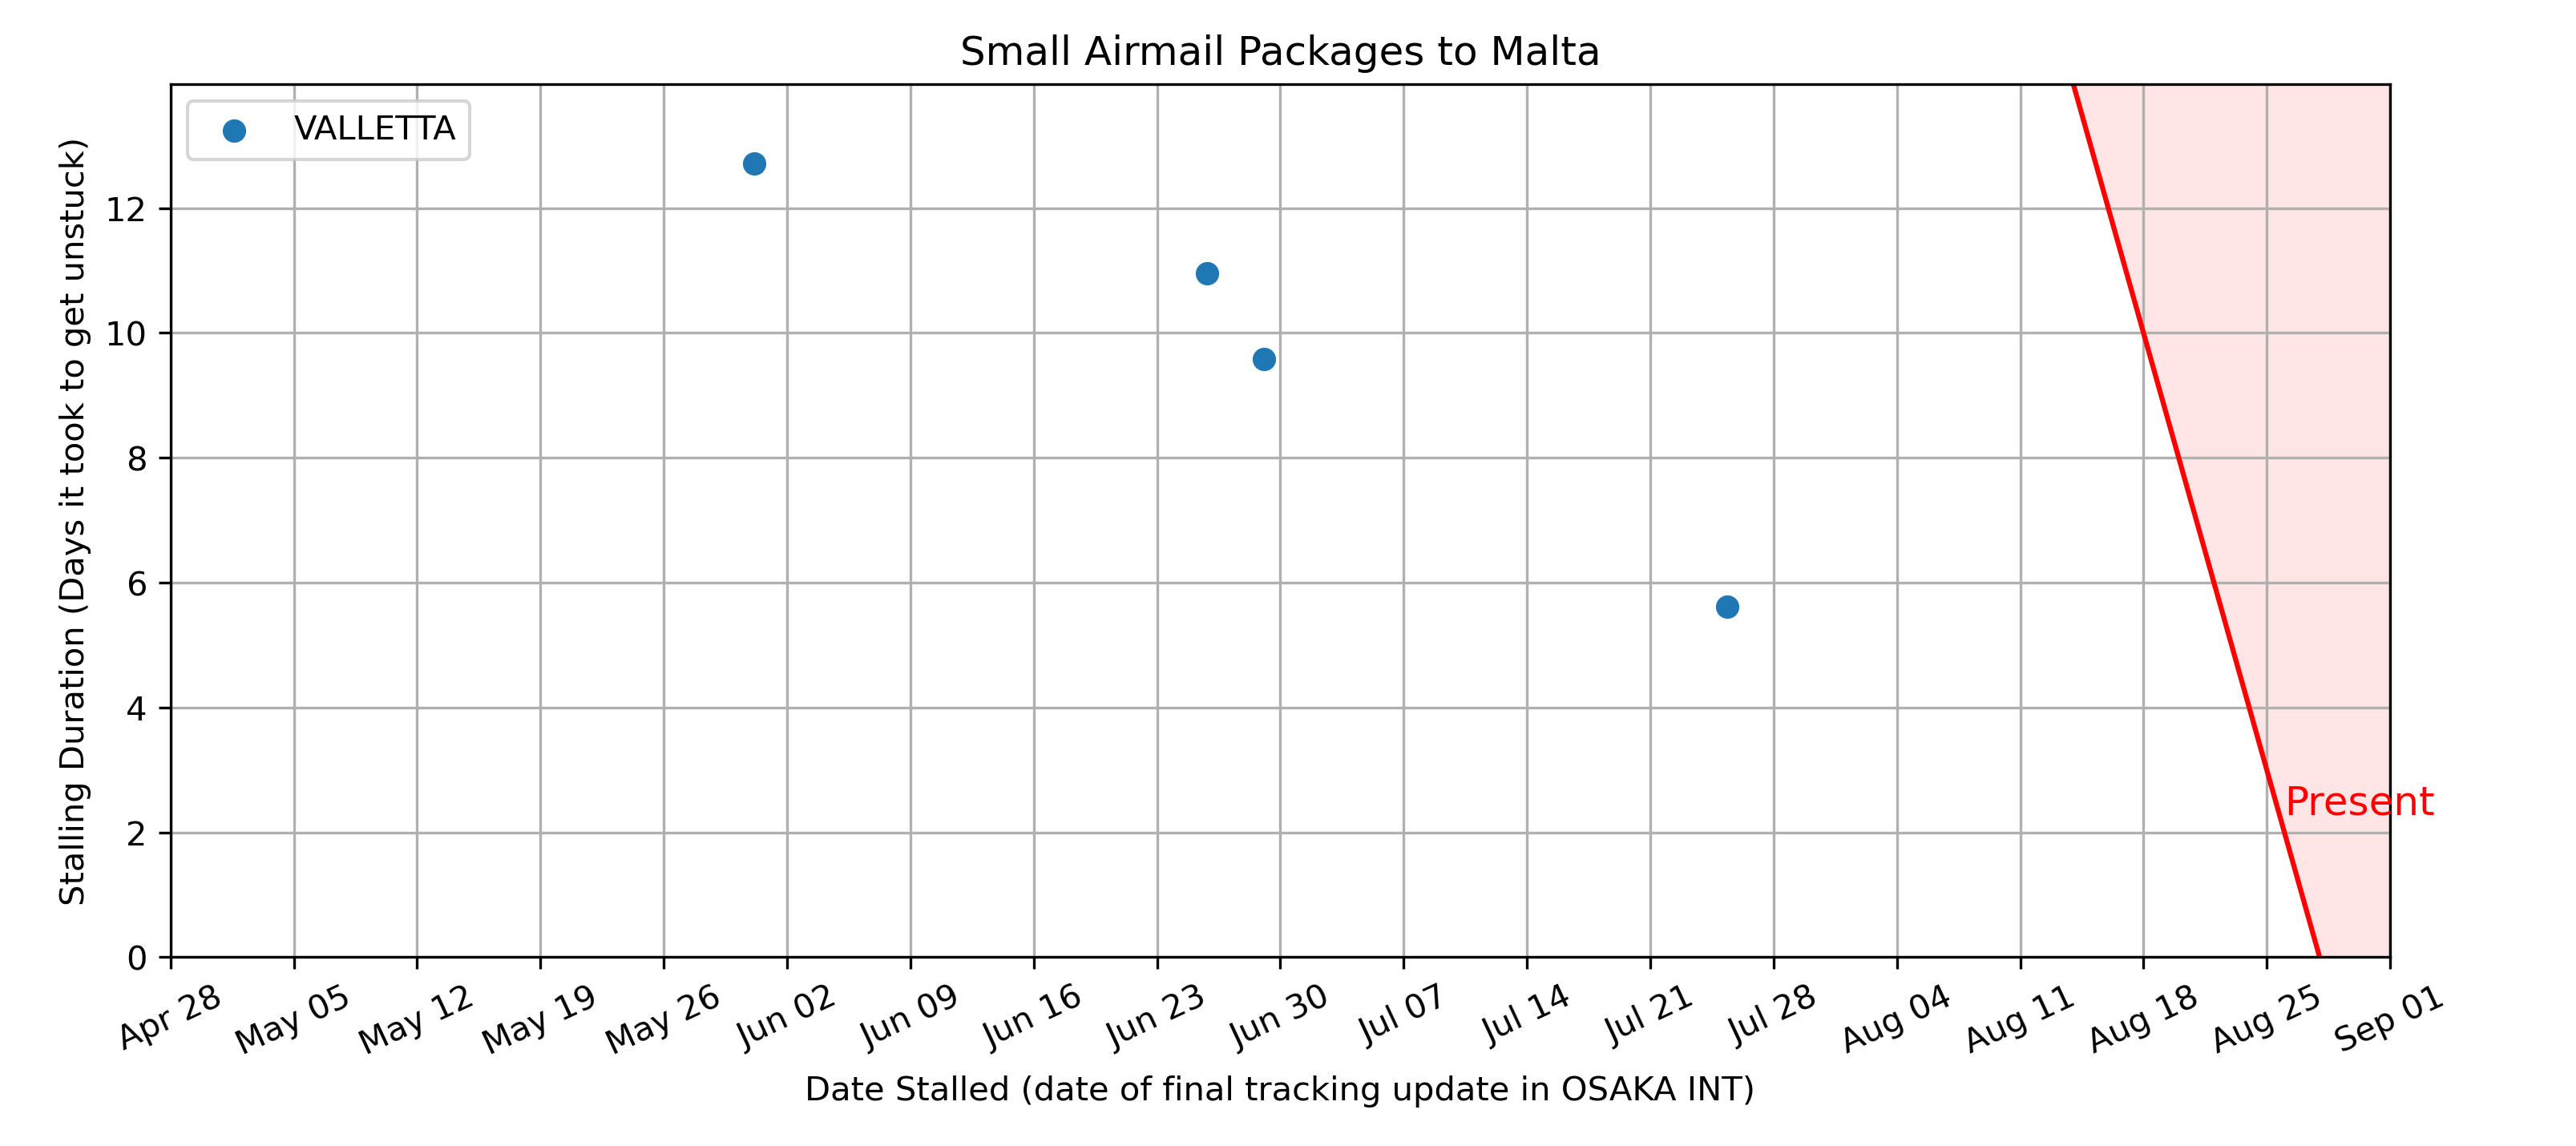 Small Airmail Packages to Malta
VALLETTA
Stalling Duration (Days it took to get unstuck)
12
10
8
6
4
2
0
Present
Apr 28
May 05
May 12
May 19
May 26
Jun 02
Jun 09
Jun 16
Jun 23
Jun 30
Jul 07
Jul 14
Jul 21
Jul 28
Aug 04
Aug 11
Aug 18
Aug 25
Sep 01
Date Stalled (date of final tracking update in OSAKA INT)